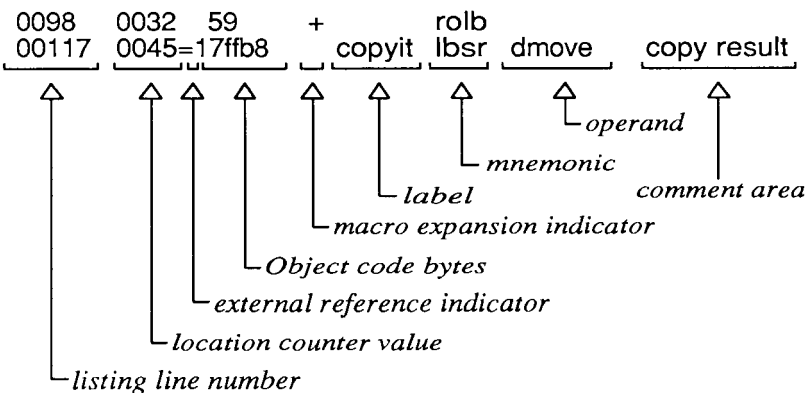 0098 0032 59 + rolb
00117 0045=17ffb8 copyit lbsr dmove copy result
operand
mnemonic
label comment area
macro expansion indicator
Object code bytes
external reference indicator
location counter value
listing line number